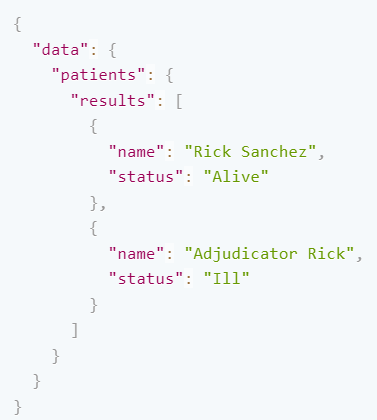 {
  "data": {
    "patients": {
      "results": [
        {
          "name": "Rick Sanchez",
          "status": "Alive"
        },
        {
          "name": "Adjudicator Rick",
          "status": "Ill"
        }
      ]
    }
  }
}